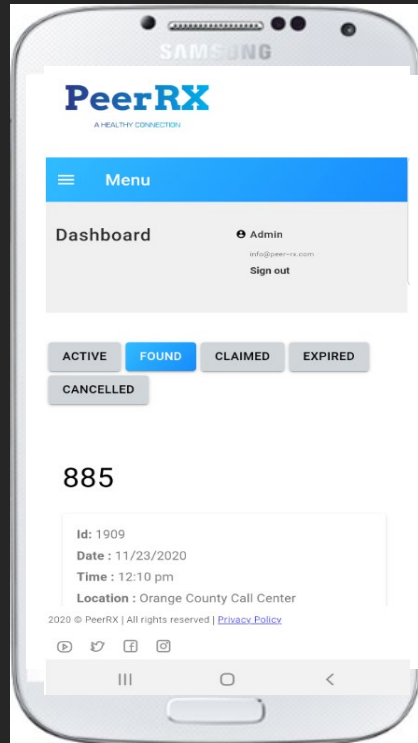 SAMSUNG
PeerRX
A HEALTHY CONNECTION
Menu
Dashboard
Admin
info@peer-rx.com
Sign out
ACTIVE FOUND CLAIMED EXPIRED
CANCELLED
885
Id: 1909
Date : 11/23/2020
Time : 12:10 pm
Location : Orange County Call Center
2020 © PeerRX | All rights reserved | Privacy Policy